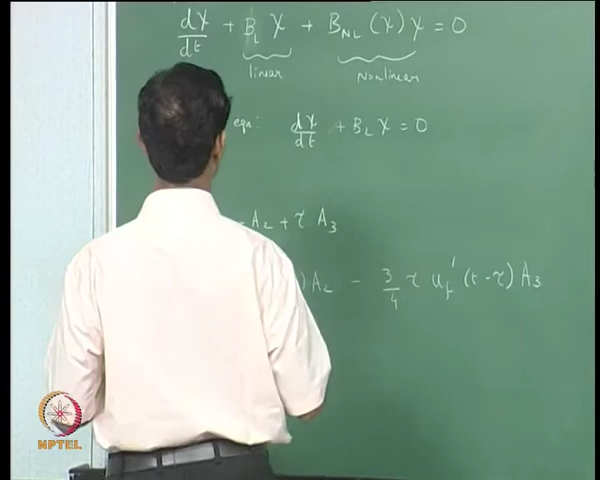 dχ/dt + B_L χ + B_NL (χ) χ = 0
linear nonlinear
eqn: dχ/dt + B_L χ = 0
A₂ + τ A₃
) A₂ − 3/4 τ u_f' (t - τ) A₃
NPTEL